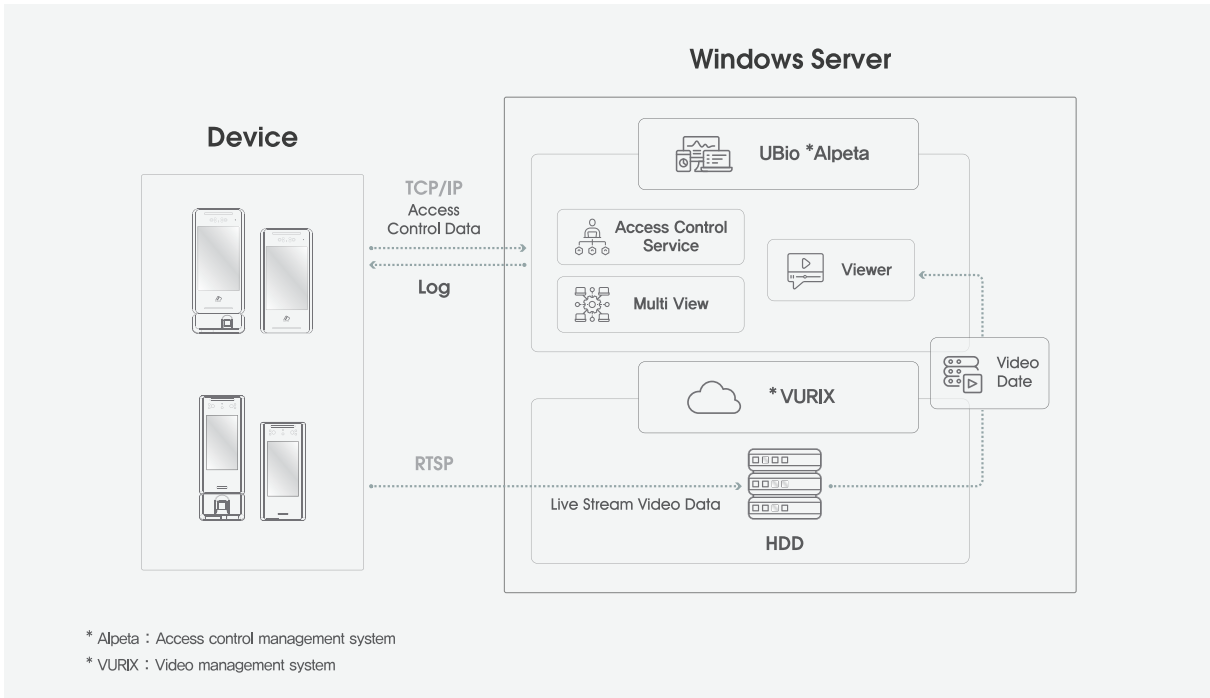 Windows Server
Device
UBio *Alpeta
TCP/IP
Access
Control Data
Log
Access Control
Service
Multi View
Viewer
Video
Date
* VURIX
RTSP
Live Stream Video Data
HDD
* Alpeta : Access control management system
* VURIX : Video management system